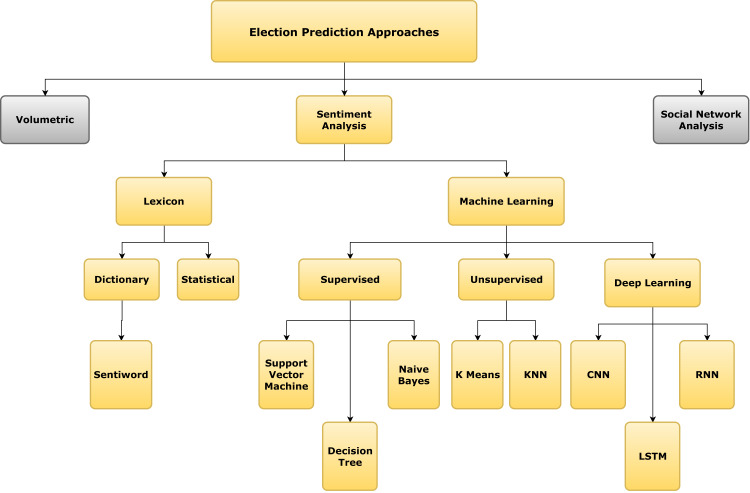 Election Prediction Approaches
Volumetric
Sentiment
Analysis
Social Network
Analysis
Lexicon
Machine Learning
Dictionary
Statistical
Supervised
Unsupervised
Deep Learning
Sentiword
Support
Vector
Machine
Naive
Bayes
K Means
KNN
CNN
RNN
Decision
Tree
LSTM